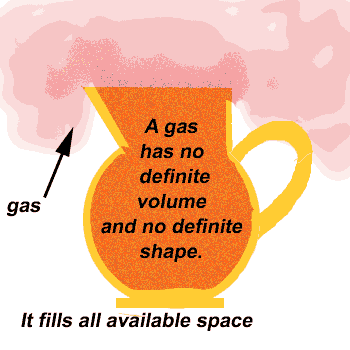 A gas
has no
definite
volume
and no definite
shape.
gas
It fills all available space